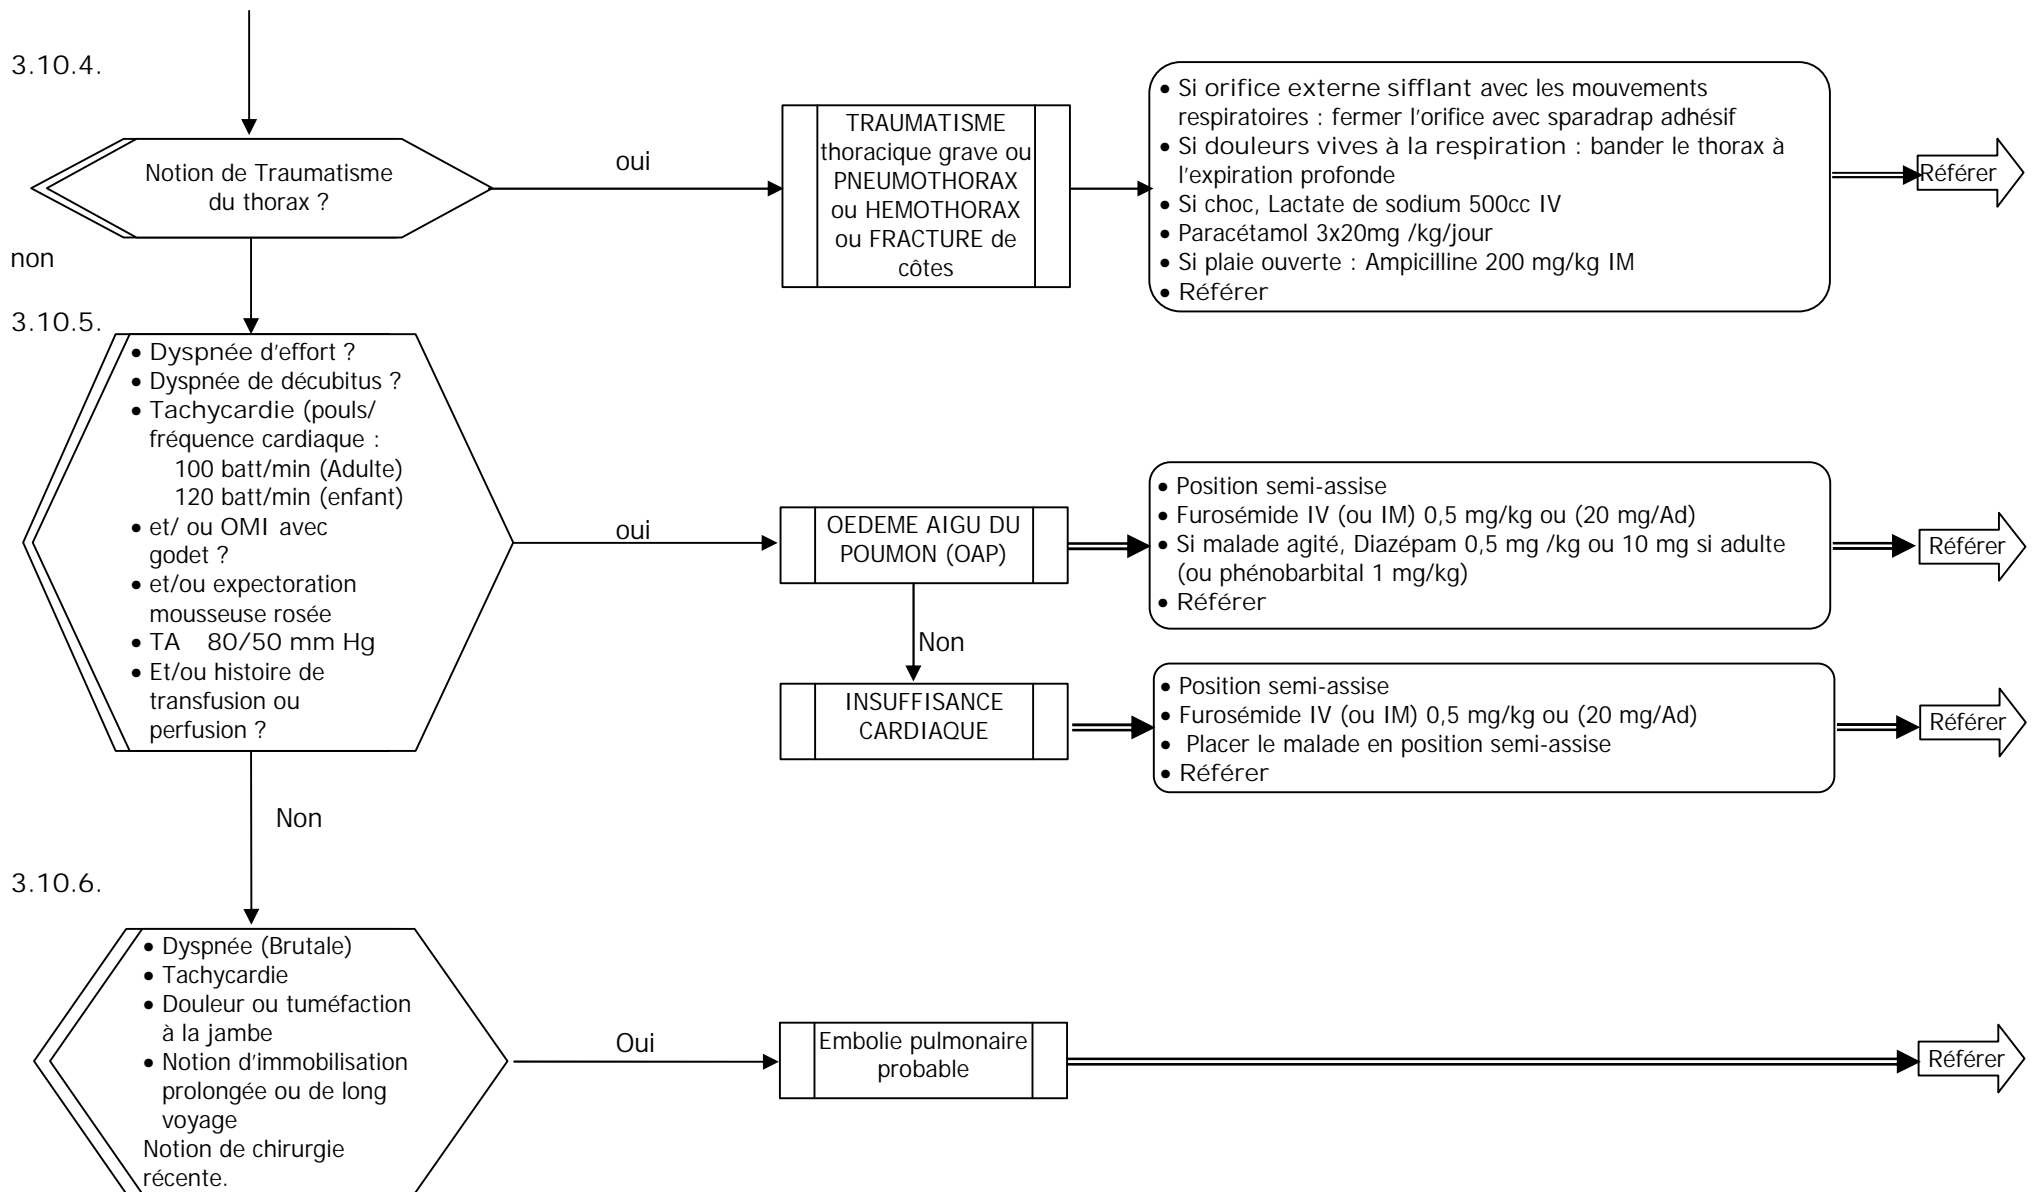 3.10.4.
Notion de Traumatisme
du thorax ?
oui
TRAUMATISME
thoracique grave ou
PNEUMOTHORAX
ou HEMOTHORAX
ou FRACTURE de
côtes
• Si orifice externe sifflant avec les mouvements
respiratoires : fermer l'orifice avec sparadrap adhésif
• Si douleurs vives à la respiration : bander le thorax à
l'expiration profonde
• Si choc, Lactate de sodium 500cc IV
• Paracétamol 3x20mg /kg/jour
• Si plaie ouverte : Ampicilline 200 mg/kg IM
• Référer
Référer
non
3.10.5.
• Dyspnée d'effort ?
• Dyspnée de décubitus ?
• Tachycardie (pouls/
fréquence cardiaque :
100 batt/min (Adulte)
120 batt/min (enfant)
• et/ ou OMI avec
godet ?
• et/ou expectoration
mousseuse rosée
• TA 80/50 mm Hg
• Et/ou histoire de
transfusion ou
perfusion ?
oui
OEDEME AIGU DU
POUMON (OAP)
• Position semi-assise
• Furosémide IV (ou IM) 0,5 mg/kg ou (20 mg/Ad)
• Si malade agité, Diazépam 0,5 mg /kg ou 10 mg si adulte
(ou phénobarbital 1 mg/kg)
• Référer
Référer
Non
INSUFFISANCE
CARDIAQUE
• Position semi-assise
• Furosémide IV (ou IM) 0,5 mg/kg ou (20 mg/Ad)
• Placer le malade en position semi-assise
• Référer
Référer
Non
3.10.6.
• Dyspnée (Brutale)
• Tachycardie
• Douleur ou tuméfaction
à la jambe
• Notion d'immobilisation
prolongée ou de long
voyage
Notion de chirurgie
récente.
Oui
Embolie pulmonaire
probable
Référer